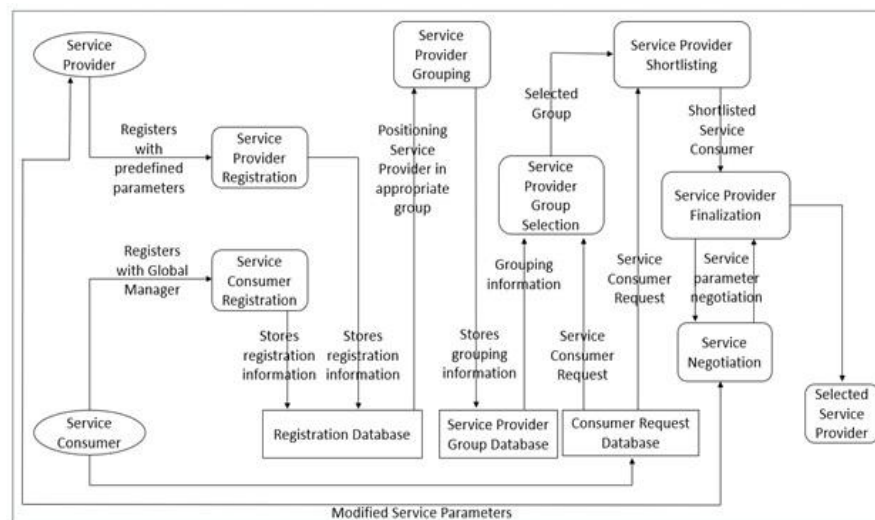 Service
Provider
Registers
with
predefined
parameters
Service
Provider
Registration
Registers
with Global
Manager
Service
Consumer
Registration
Stores
registration
information
Stores
registration
information
Service
Consumer
Registration Database
Positioning
Service
Provider in
appropriate
group
Service
Provider
Grouping
Stores
grouping
information
Service Provider
Group Database
Grouping
information
Service
Provider
Group
Selection
Selected
Group
Service
Consumer
Request
Consumer Request
Database
Service
Consumer
Request
Service Provider
Shortlisting
Shortlisted
Service
Consumer
Service Provider
Finalization
Service
parameter
negotiation
Service
Negotiation
Selected
Service
Provider
Modified Service Parameters